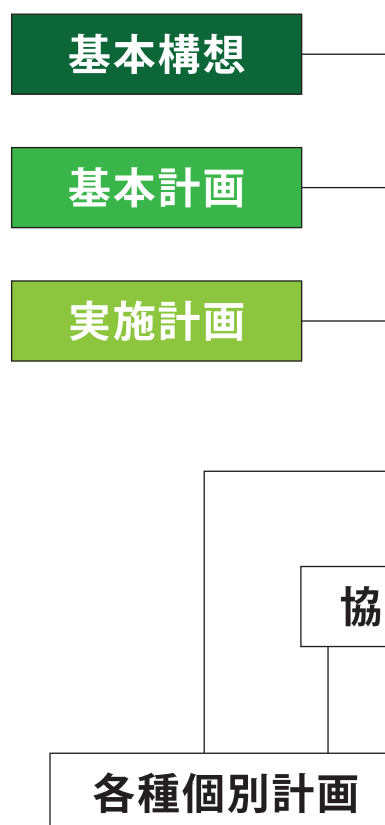 基本構想
基本計画
実施計画
協
各種個別計画